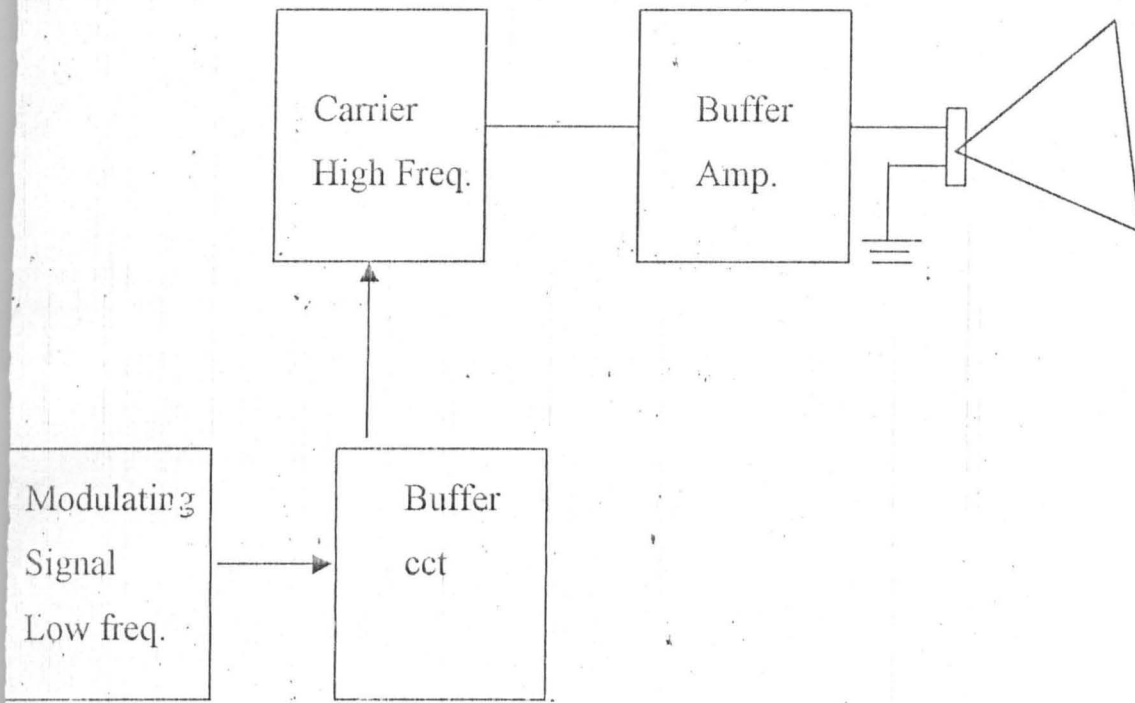 Carrier
High Freq.
Buffer
Amp.
Modulating
Signal
Low freq.
Buffer
cct